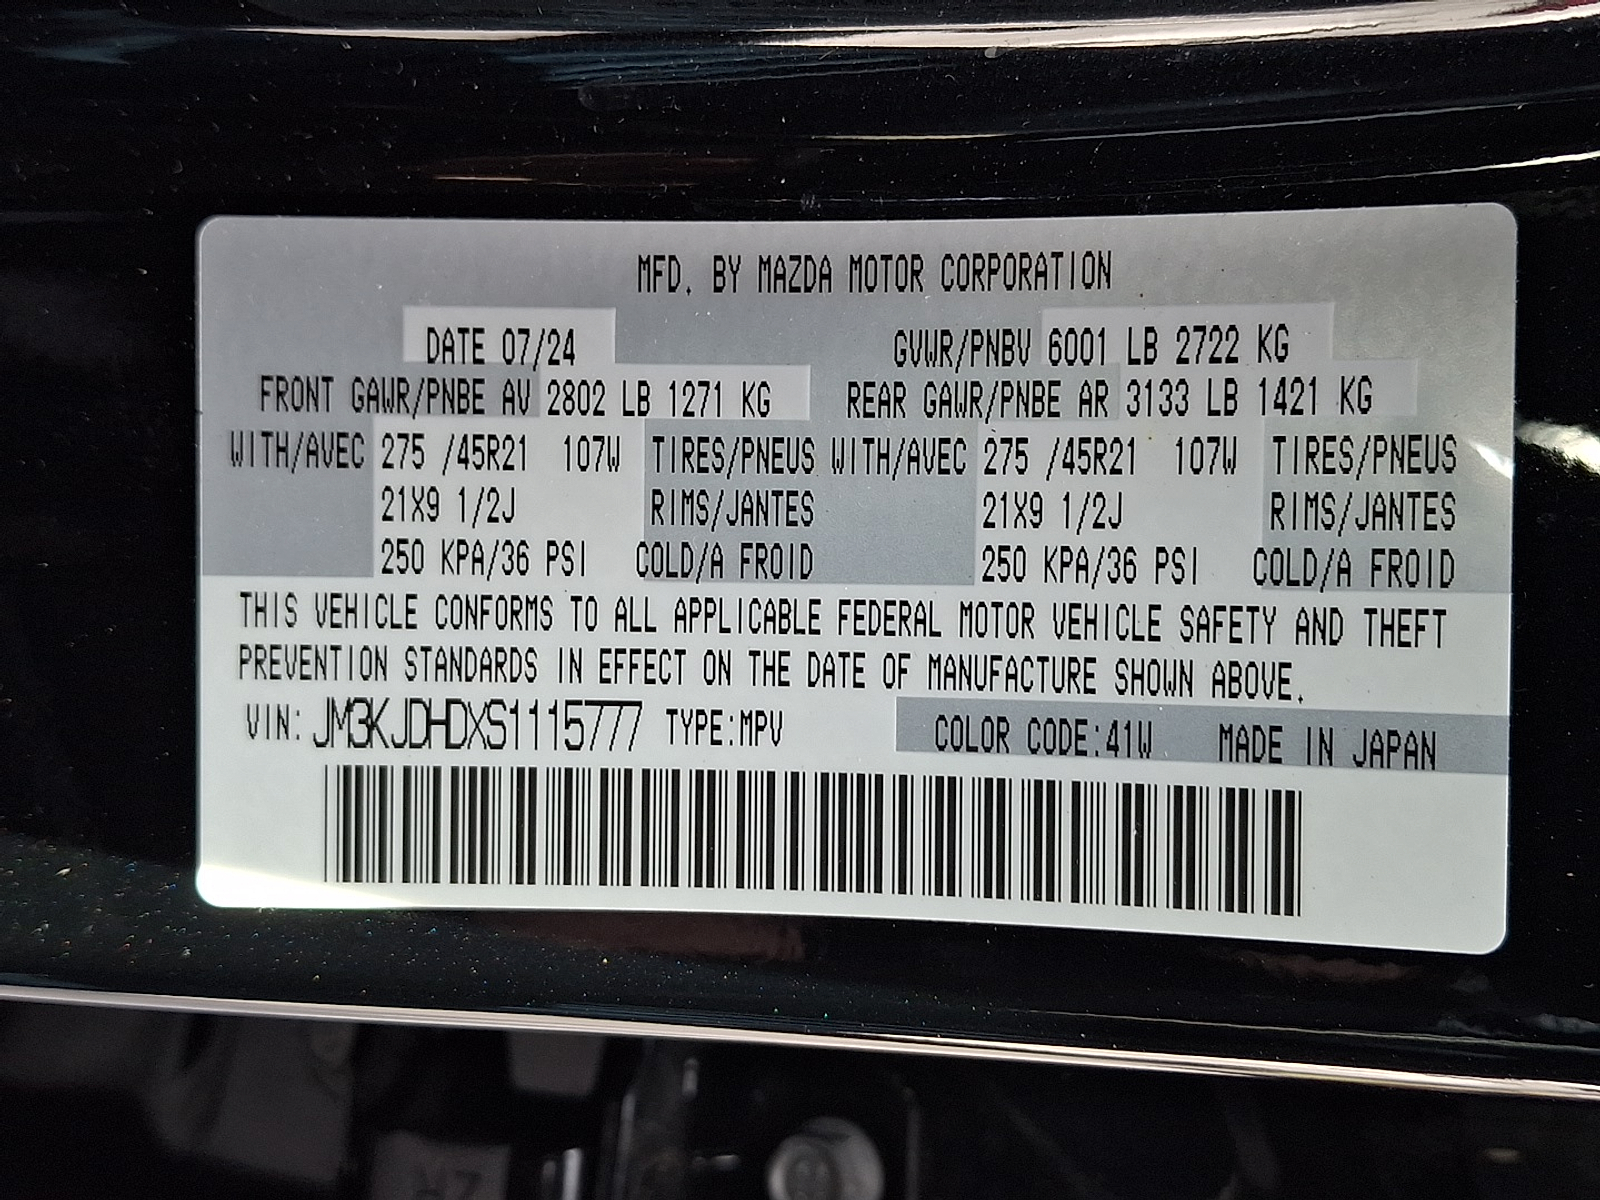 MFD. BY MAZDA MOTOR CORPORATION
DATE 07/24 GVWR/PNBV 6001 LB 2722 KG
FRONT GAWR/PNBE AV 2802 LB 1271 KG REAR GAWR/PNBE AR 3133 LB 1421 KG
WITH/AVEC 275 /45R21 107W TIRES/PNEUS WITH/AVEC 275 /45R21 107W TIRES/PNEUS
21X9 1/2J RIMS/JANTES 21X9 1/2J RIMS/JANTES
250 KPA/36 PSI COLD/A FROID 250 KPA/36 PSI COLD/A FROID
THIS VEHICLE CONFORMS TO ALL APPLICABLE FEDERAL MOTOR VEHICLE SAFETY AND THEFT
PREVENTION STANDARDS IN EFFECT ON THE DATE OF MANUFACTURE SHOWN ABOVE.
VIN: JM3KJDHDXS1115777 TYPE:MPV COLOR CODE:41W MADE IN JAPAN